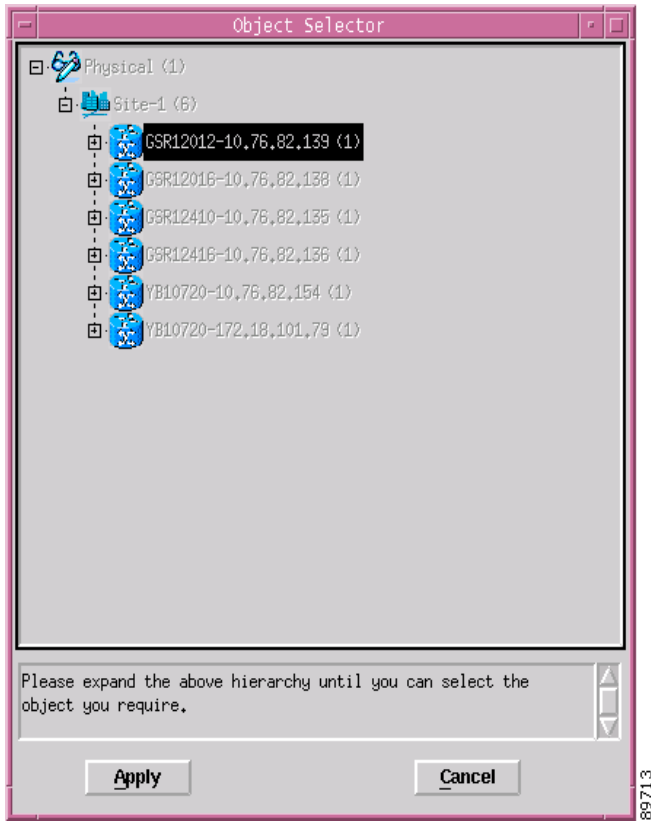 Object Selector
Physical (1)
Site-1 (6)
GSR12012-10.76.82.139 (1)
GSR12016-10.76.82.138 (1)
GSR12410-10.76.82.135 (1)
GSR12416-10.76.82.136 (1)
YB10720-10.76.82.154 (1)
YB10720-172.18.101.79 (1)
Please expand the above hierarchy until you can select the
object you require.
Apply
Cancel
89713